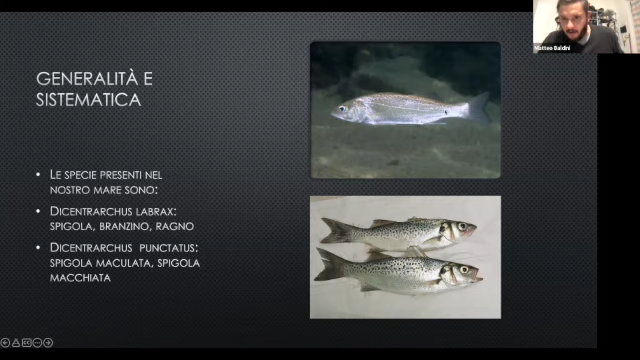 Matteo Baldini
GENERALITÀ E
SISTEMATICA
• LE SPECIE PRESENTI NEL
NOSTRO MARE SONO:
• DICENTRARCHUS LABRAX:
SPIGOLA, BRANZINO, RAGNO
• DICENTRARCHUS PUNCTATUS:
SPIGOLA MACULATA, SPIGOLA
MACCHIATA